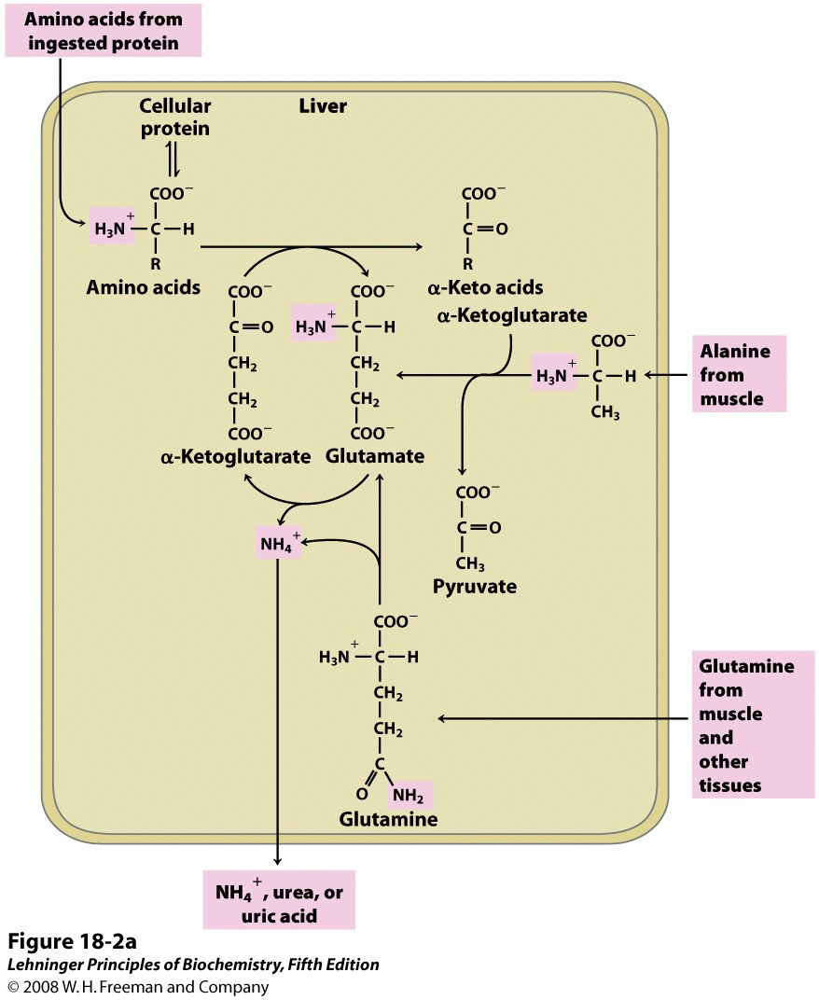 Amino acids from
ingested protein
Cellular
protein
Liver
COO⁻
H₃N⁺—C—H
R
Amino acids
COO⁻
C=O
R
α-Keto acids
COO⁻
C=O
CH₂
CH₂
COO⁻
α-Ketoglutarate
COO⁻
H₃N⁺—C—H
CH₂
CH₂
COO⁻
Glutamate
α-Ketoglutarate
COO⁻
H₃N⁺—C—H
CH₃
Alanine
from
muscle
COO⁻
C=O
CH₃
Pyruvate
NH₄⁺
COO⁻
H₃N⁺—C—H
CH₂
CH₂
C
O NH₂
Glutamine
Glutamine
from
muscle
and
other
tissues
NH₄⁺, urea, or
uric acid
Figure 18-2a
Lehninger Principles of Biochemistry, Fifth Edition
© 2008 W. H. Freeman and Company